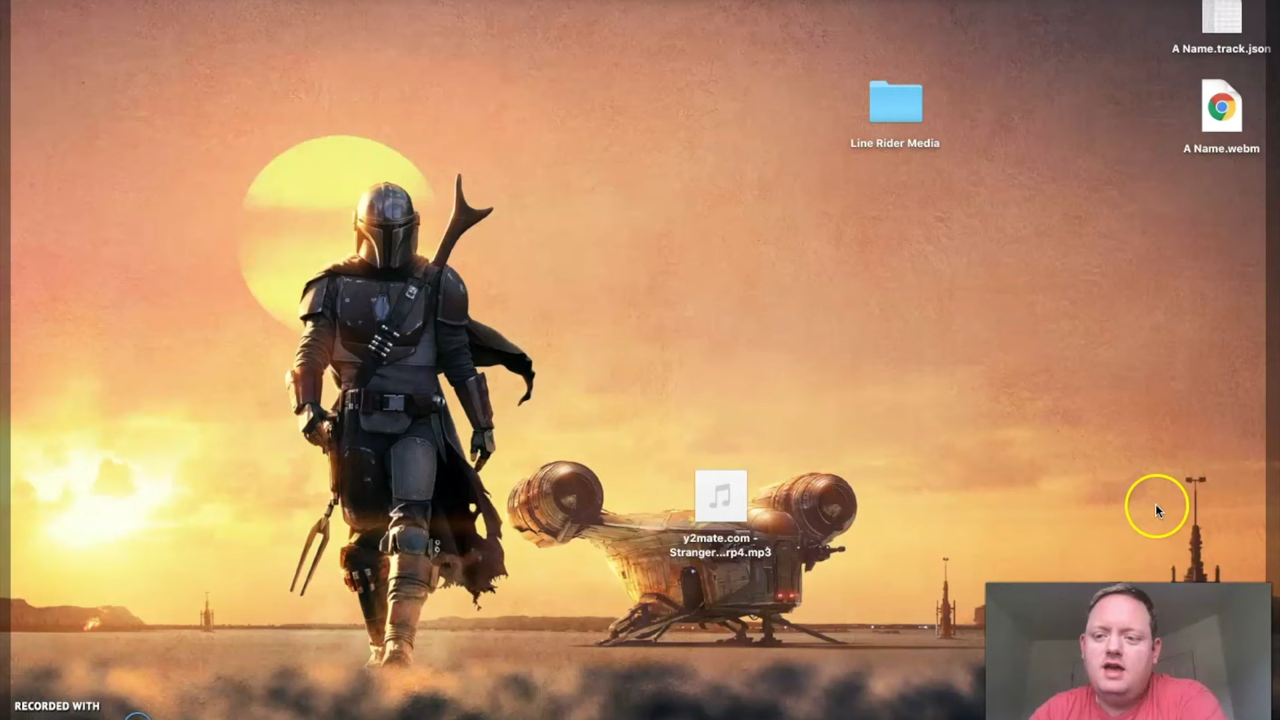 A Name.track.json
Line Rider Media
A Name.webm
y2mate.com -
Stranger...rp4.mp3
RECORDED WITH